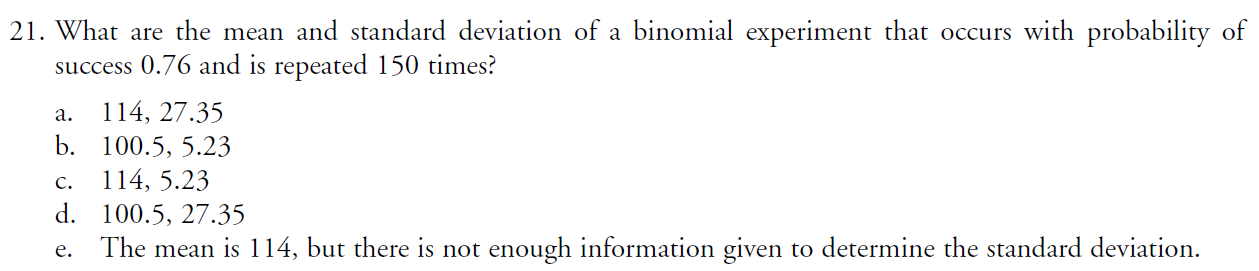 21. What are the mean and standard deviation of a binomial experiment that occurs with probability of
success 0.76 and is repeated 150 times?
a. 114, 27.35
b. 100.5, 5.23
c. 114, 5.23
d. 100.5, 27.35
e. The mean is 114, but there is not enough information given to determine the standard deviation.